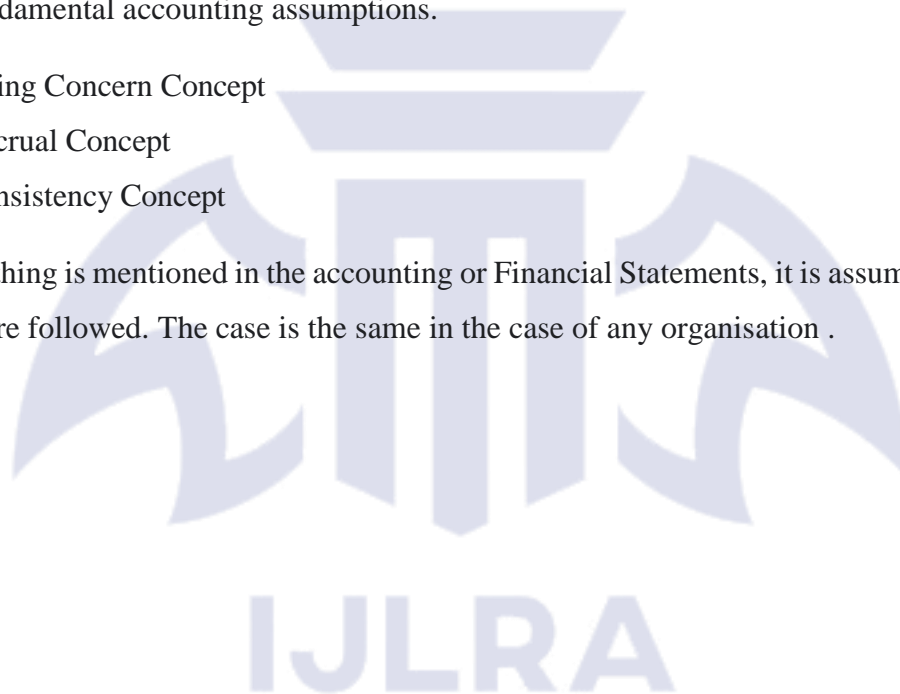 damental accounting assumptions.
ing Concern Concept
crual Concept
nsistency Concept
thing is mentioned in the accounting or Financial Statements, it is assum
re followed. The case is the same in the case of any organisation .
IJLRA